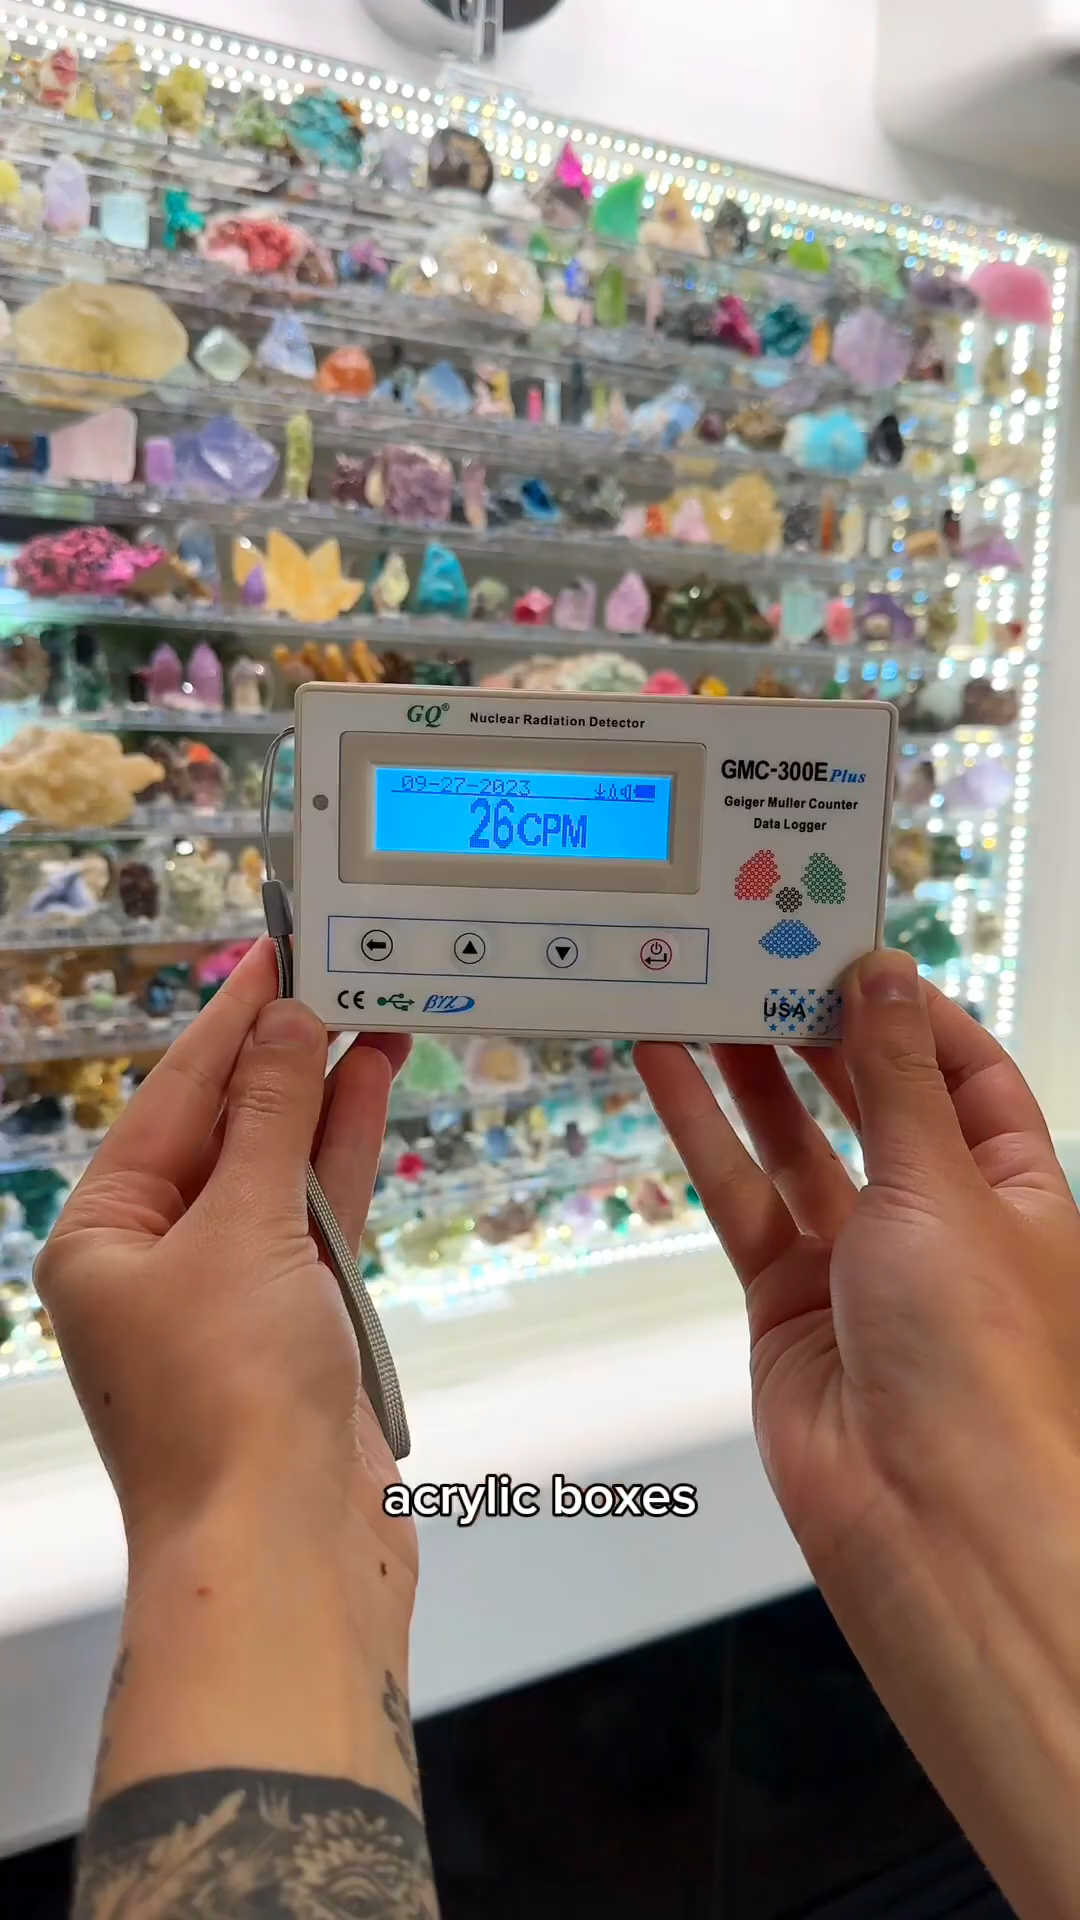 GQ® Nuclear Radiation Detector
09-27-2023
26CPM
GMC-300E Plus
Geiger Muller Counter
Data Logger
CE βγX
USA
acrylic boxes